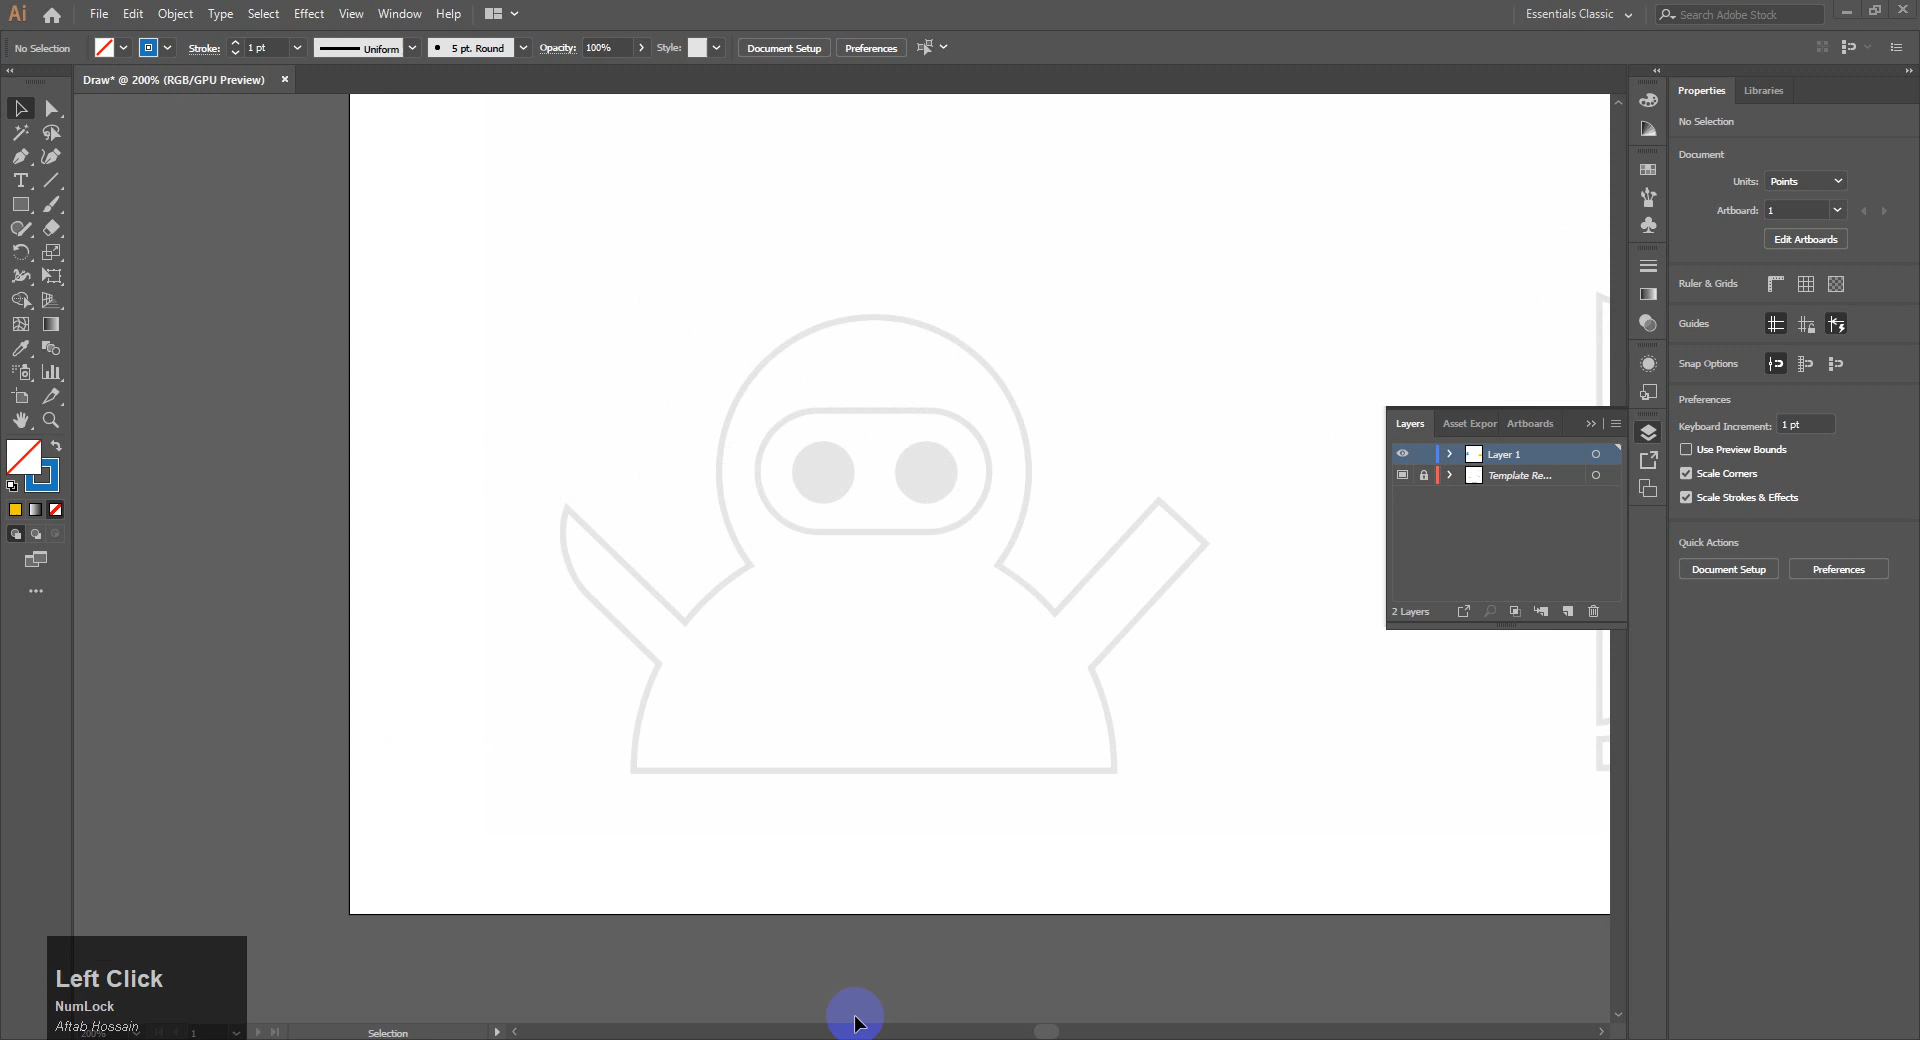 Ai File Edit Object Type Select Effect View Window Help Essentials Classic Search Adobe Stock
No Selection Stroke: 1 pt Uniform 5 pt. Round Opacity: 100% Style: Document Setup Preferences
Draw* @ 200% (RGB/GPU Preview)
Properties Libraries
No Selection
Document
Units: Points
Artboard: 1
Edit Artboards
Ruler & Grids
Guides
Snap Options
Preferences
Keyboard Increment: 1 pt
Use Preview Bounds
Scale Corners
Scale Strokes & Effects
Quick Actions
Document Setup Preferences
Layers Asset Expor Artboards
Layer 1
Template Re...
2 Layers
Left Click
NumLock
Aftab Hossain
200% 1 Selection